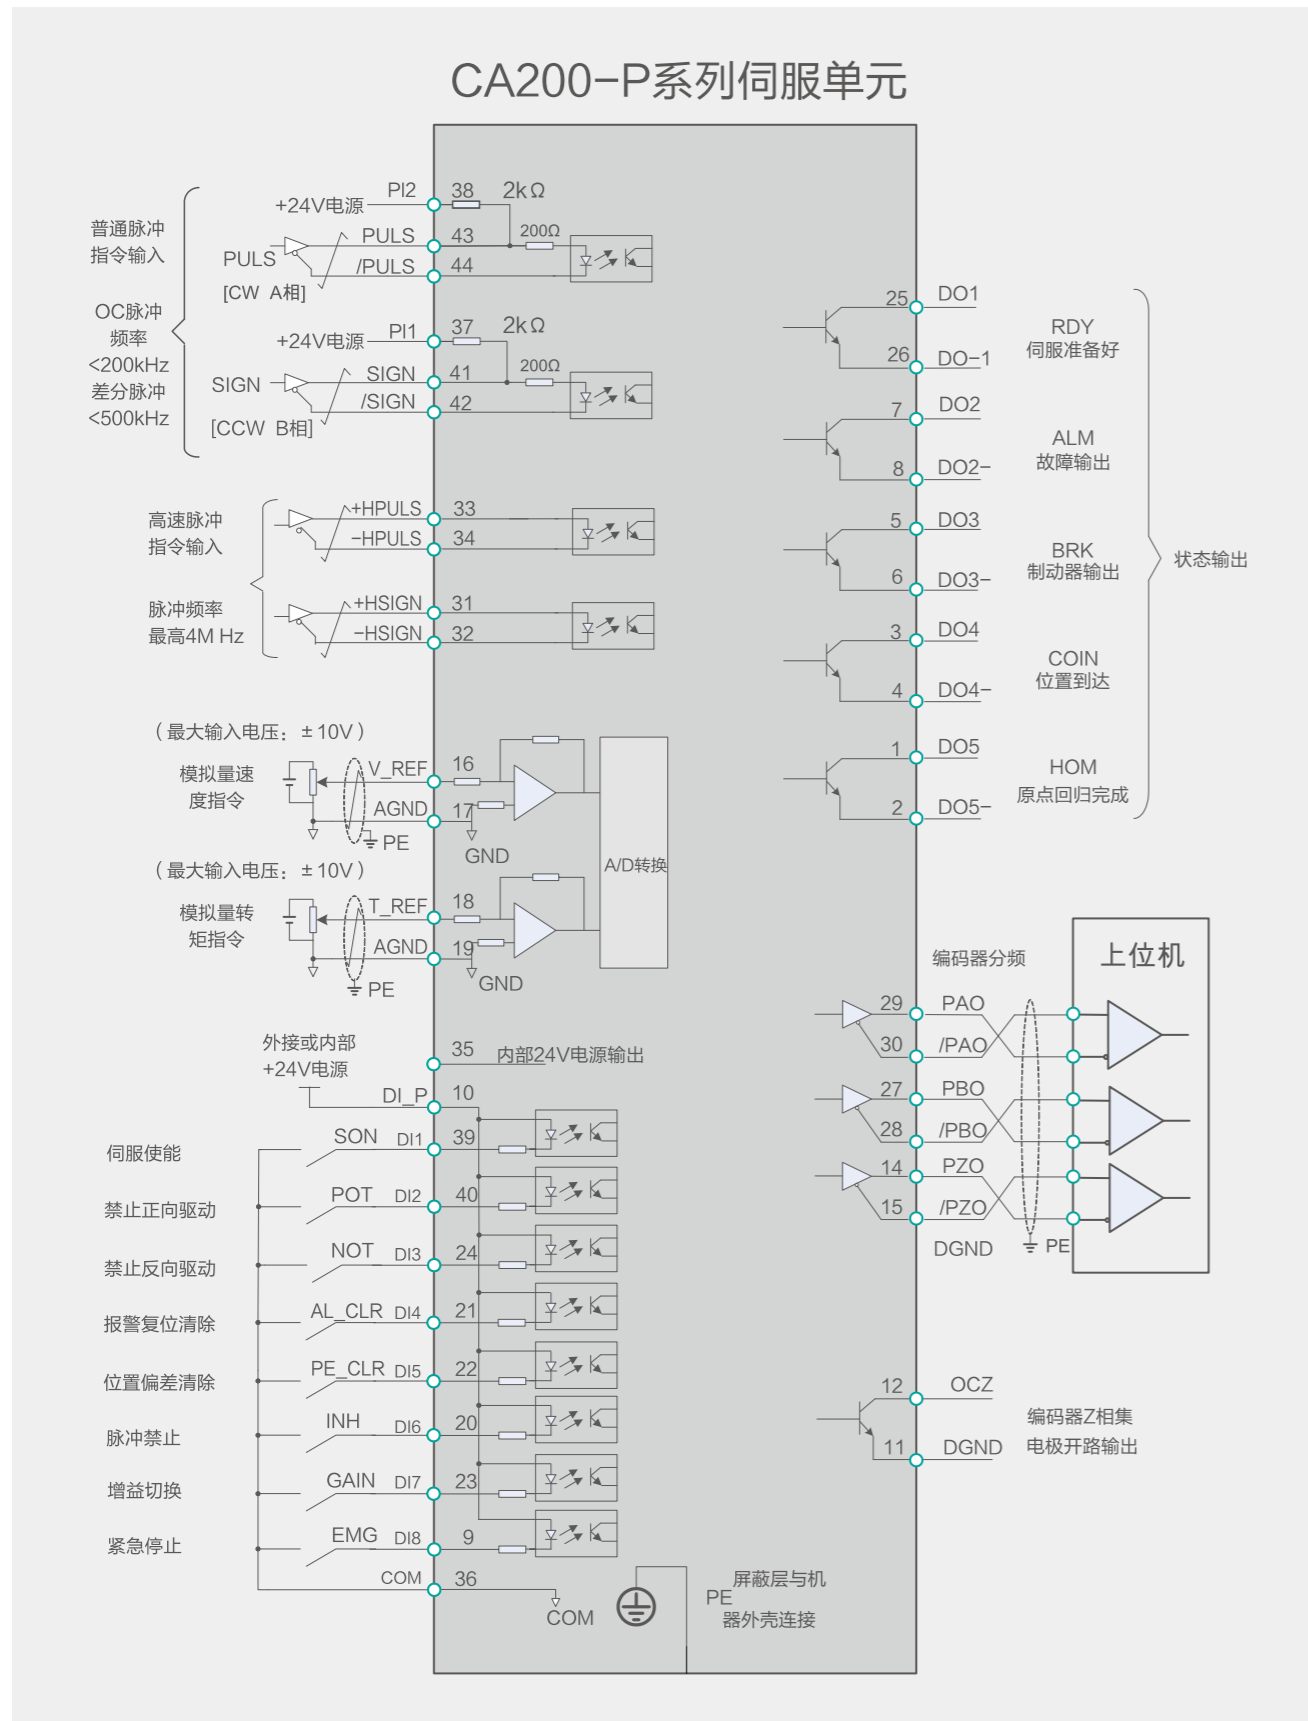 CA200-P系列伺服单元
PI2
38
2kΩ
+24V电源
普通脉冲
指令输入
PULS
43
200Ω
PULS
/PULS
44
[CW A相]
OC脉冲
频率
<200kHz
差分脉冲
<500kHz
PI1
37
2kΩ
+24V电源
SIGN
41
200Ω
SIGN
/SIGN
42
[CCW B相]
高速脉冲
指令输入
+HPULS
33
-HPULS
34
脉冲频率
最高4M Hz
+HSIGN
31
-HSIGN
32
（最大输入电压：±10V）
模拟量速
度指令
V_REF
16
AGND
17
PE
GND
A/D转换
（最大输入电压：±10V）
模拟量转
矩指令
T_REF
18
AGND
19
PE
GND
外接或内部
+24V电源
35
内部24V电源输出
DI_P
10
伺服使能
SON
DI1
39
禁止正向驱动
POT
DI2
40
禁止反向驱动
NOT
DI3
24
报警复位清除
AL_CLR
DI4
21
位置偏差清除
PE_CLR
DI5
22
脉冲禁止
INH
DI6
20
增益切换
GAIN
DI7
23
紧急停止
EMG
DI8
9
COM
36
COM
屏蔽层与机
PE
器外壳连接
25
DO1
RDY
伺服准备好
26
DO-1
7
DO2
ALM
故障输出
8
DO2-
5
DO3
BRK
制动器输出
6
DO3-
状态输出
3
DO4
COIN
位置到达
4
DO4-
1
DO5
HOM
原点回归完成
2
DO5-
编码器分频
上位机
29
PAO
30
/PAO
27
PBO
28
/PBO
14
PZO
15
/PZO
DGND
PE
12
OCZ
编码器Z相集
电极开路输出
11
DGND